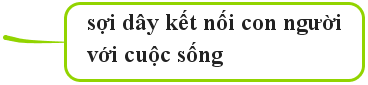 sợi dây kết nối con người
với cuộc sống